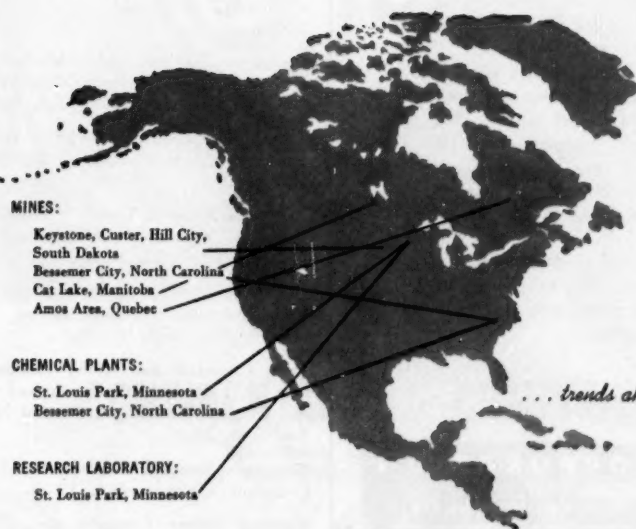 MINES:
Keystone, Custer, Hill City,
South Dakota
Bessemer City, North Carolina
Cat Lake, Manitoba
Amos Area, Quebec
CHEMICAL PLANTS:
St. Louis Park, Minnesota
Bessemer City, North Carolina
... trends
RESEARCH LABORATORY:
St. Louis Park, Minnesota